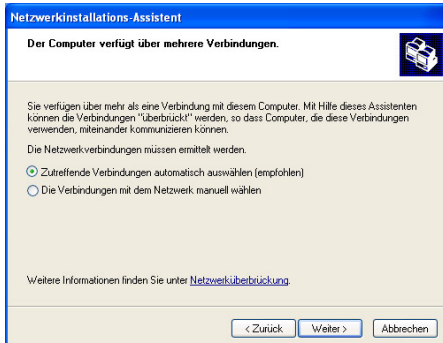 Netzwerkinstallations-Assistent
Der Computer verfügt über mehrere Verbindungen.
Sie verfügen über mehr als eine Verbindung mit diesem Computer. Mit Hilfe dieses Assistenten
können die Verbindungen "überbrückt" werden, so dass Computer, die diese Verbindungen
verwenden, miteinander kommunizieren können.
Die Netzwerkverbindungen müssen ermittelt werden.
Zutreffende Verbindungen automatisch auswählen (empfohlen)
Die Verbindungen mit dem Netzwerk manuell wählen
Weitere Informationen finden Sie unter Netzwerküberbrückung.
< Zurück Weiter > Abbrechen